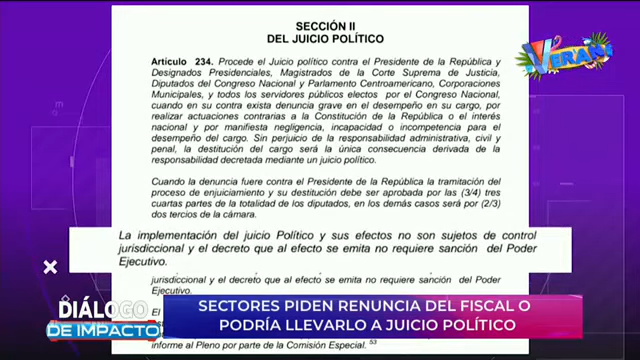 SECCIÓN II
DEL JUICIO POLÍTICO
VERANO
Artículo 234. Procede el Juicio político contra el Presidente de la República y
Designados Presidenciales, Magistrados de la Corte Suprema de Justicia,
Diputados del Congreso Nacional y Parlamento Centroamericano, Corporaciones
Municipales, y todos los servidores públicos electos por el Congreso Nacional,
cuando en su contra exista denuncia grave en el desempeño en su cargo, por
realizar actuaciones contrarias a la Constitución de la República o el interés
nacional y por manifiesta negligencia, incapacidad o incompetencia para el
desempeño del cargo. Sin perjuicio de la responsabilidad administrativa, civil y
penal, la destitución del cargo será la única consecuencia derivada de la
responsabilidad decretada mediante un juicio político.
Cuando la denuncia fuere contra el Presidente de la República la tramitación del
proceso de enjuiciamiento y su destitución debe ser aprobada por las (3/4) tres
cuartas partes de la totalidad de los diputados, en los demás casos será por (2/3)
dos tercios de la cámara.
La implementación del juicio Político y sus efectos no son sujetos de control
jurisdiccional y el decreto que al efecto se emita no requiere sanción del Poder
Ejecutivo.
jurisdiccional y el decreto que al efecto se emita no requiere sanción del Poder
Ejecutivo.
El
DIÁLOGO
DE IMPACTO
SECTORES PIDEN RENUNCIA DEL FISCAL O
PODRÍA LLEVARLO A JUICIO POLÍTICO
informe al Pleno por parte de la Comisión Especial. 53